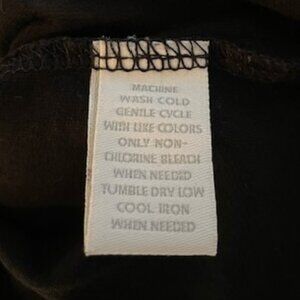 MACHINE
WASH COLD
GENTLE CYCLE
WITH LIKE COLORS
ONLY NON-
CHLORINE BLEACH
WHEN NEEDED
TUMBLE DRY LOW
COOL IRON
WHEN NEEDED